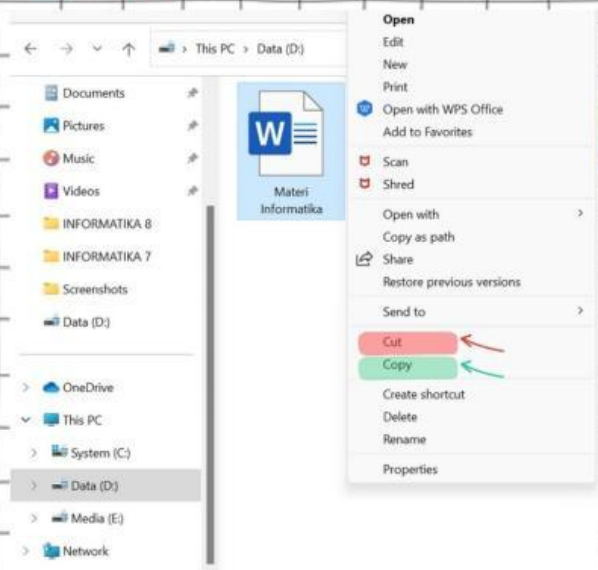 This PC > Data (D:)
Documents
Pictures
Music
Videos
INFORMATIKA 8
INFORMATIKA 7
Screenshots
Data (D:)
OneDrive
This PC
System (C:)
Data (D:)
Media (E:)
Network
W
Materi
Informatika
Open
Edit
New
Print
Open with WPS Office
Add to Favorites
Scan
Shred
Open with
Copy as path
Share
Restore previous versions
Send to
Cut
Copy
Create shortcut
Delete
Rename
Properties